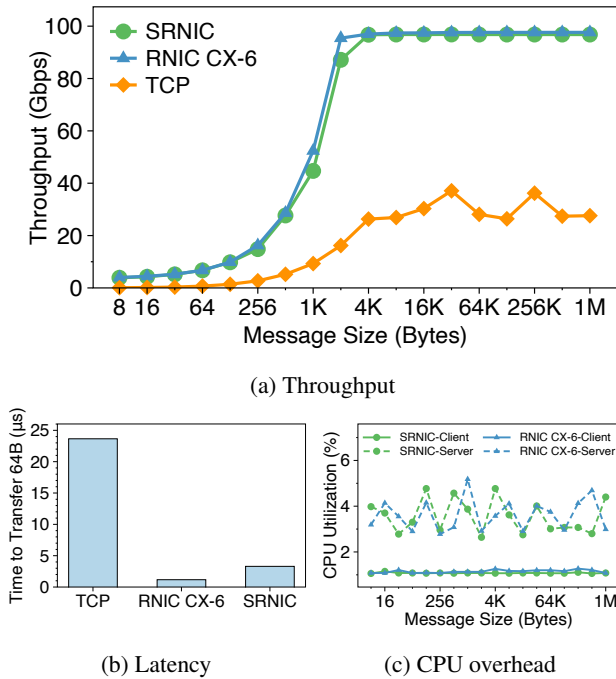 100
80
60
40
20
0
Throughput (Gbps)
SRNIC
RNIC CX-6
TCP
8 16 64 256 1K 4K 16K 64K 256K 1M
Message Size (Bytes)
(a) Throughput
Time to Transfer 64B (µs)
25
20
15
10
5
0
TCP RNIC CX-6 SRNIC
(b) Latency
CPU Utilization (%)
SRNIC-Client RNIC CX-6-Client
SRNIC-Server RNIC CX-6-Server
6
4
2
16 256 4K 64K 1M
Message Size (Bytes)
(c) CPU overhead